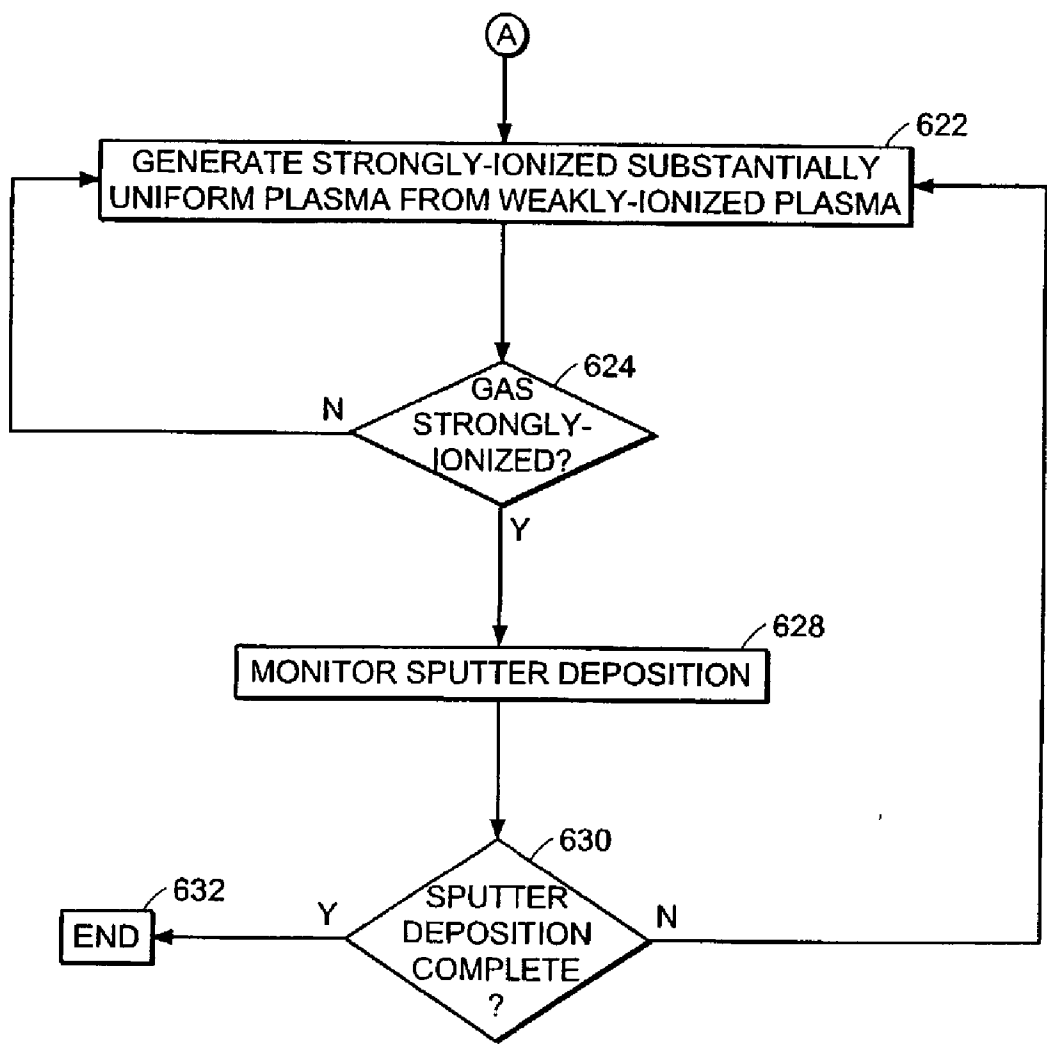 A
622
GENERATE STRONGLY-IONIZED SUBSTANTIALLY
UNIFORM PLASMA FROM WEAKLY-IONIZED PLASMA
624
GAS
STRONGLY-
IONIZED?
N
Y
628
MONITOR SPUTTER DEPOSITION
630
SPUTTER
DEPOSITION
COMPLETE
?
Y
N
632
END